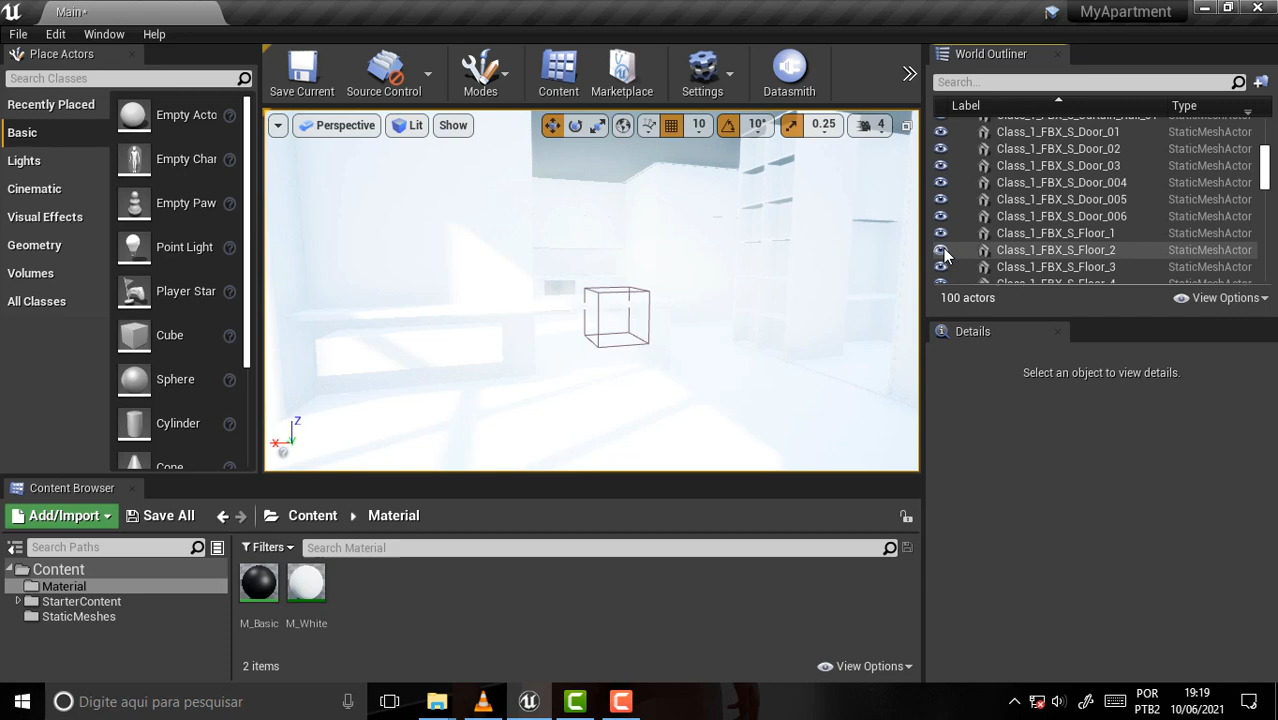 Main*
MyApartment
File Edit Window Help
Place Actors
Search Classes
Recently Placed
Basic
Lights
Cinematic
Visual Effects
Geometry
Volumes
All Classes
Empty Acto
Empty Char
Empty Paw
Point Light
Player Star
Cube
Sphere
Cylinder
Cone
Save Current
Source Control
Modes
Content
Marketplace
Settings
Datasmith
Perspective
Lit
Show
10
10°
0.25
4
Z
X
World Outliner
Search...
Label Type
Class_1_FBX_S_Door_01 StaticMeshActor
Class_1_FBX_S_Door_02 StaticMeshActor
Class_1_FBX_S_Door_03 StaticMeshActor
Class_1_FBX_S_Door_004 StaticMeshActor
Class_1_FBX_S_Door_005 StaticMeshActor
Class_1_FBX_S_Door_006 StaticMeshActor
Class_1_FBX_S_Floor_1 StaticMeshActor
Class_1_FBX_S_Floor_2 StaticMeshActor
Class_1_FBX_S_Floor_3 StaticMeshActor
100 actors
View Options
Details
Select an object to view details.
Content Browser
Add/Import
Save All
Content
Material
Search Paths
Filters
Search Material
Content
Material
StarterContent
StaticMeshes
M_Basic
M_White
2 items
View Options
Digite aqui para pesquisar
POR
PTB2
19:19
10/06/2021